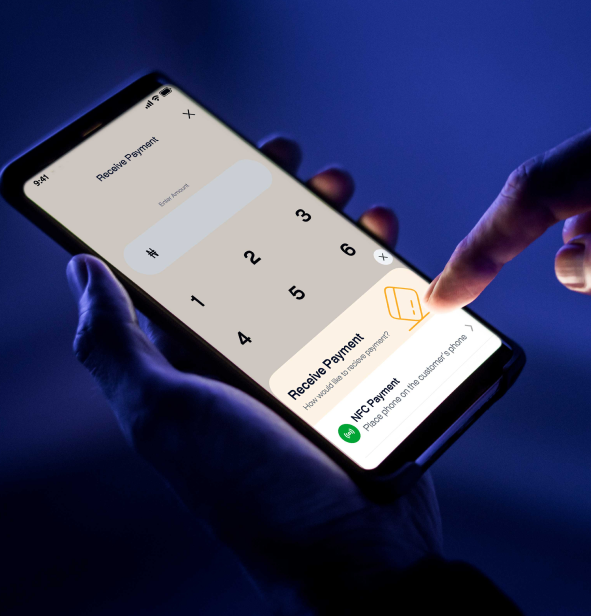 9:41
Receive Payment
Enter Amount
₦
1 2 3
4 5 6
Receive Payment
How would like to recieve payment?
NFC Payment
Place phone on the customer's phone